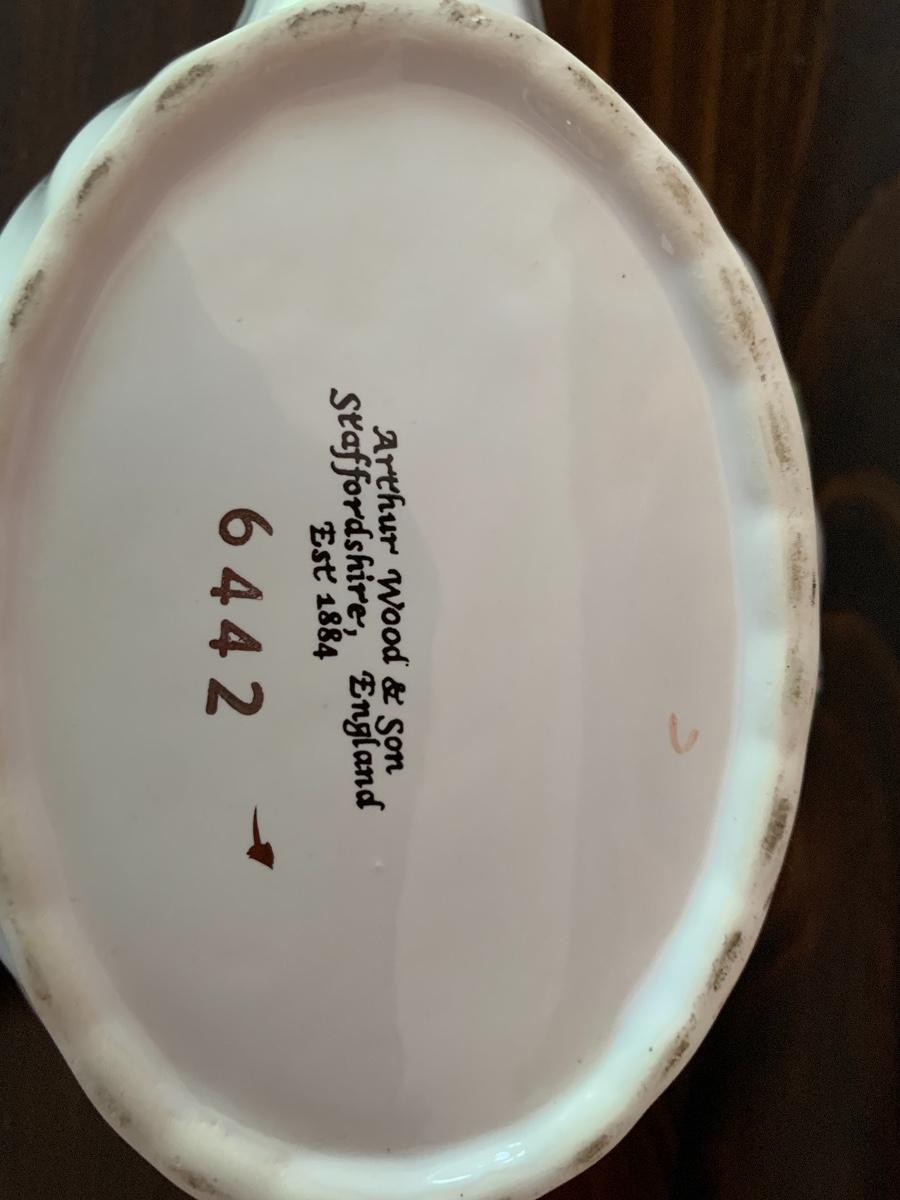 Arthur Wood & Son
Staffordshire, England
Est 1884
6442